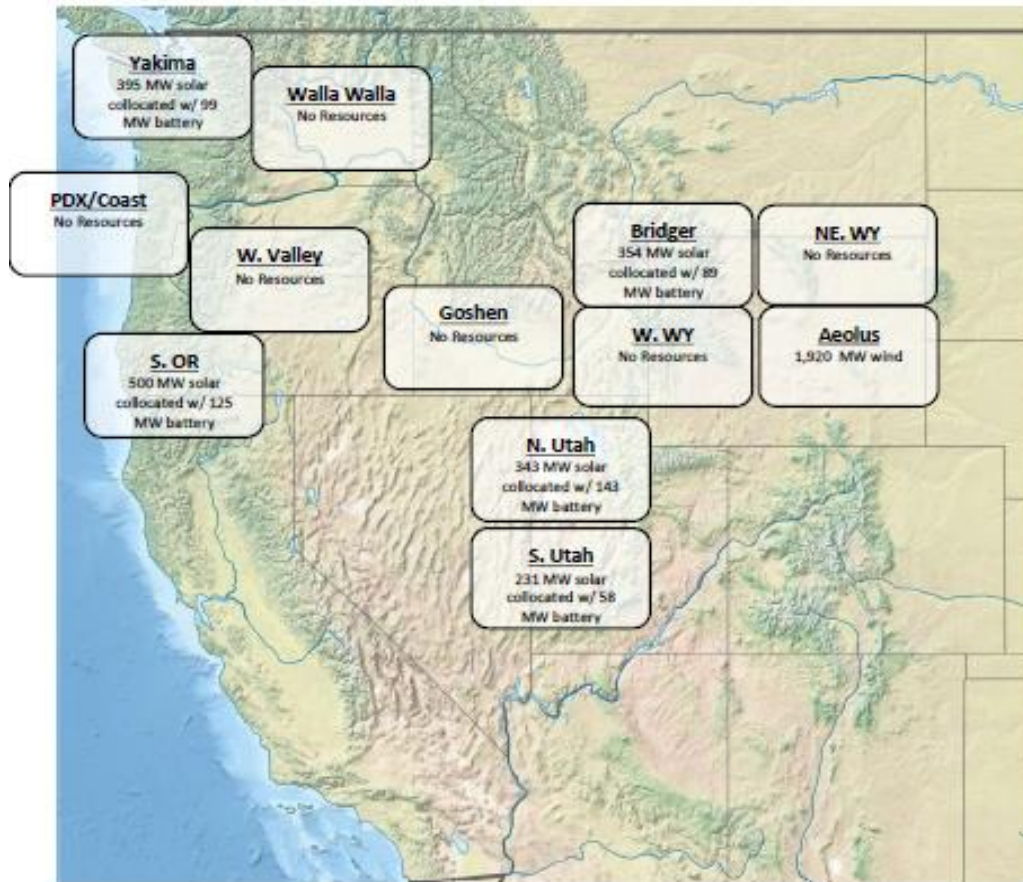 Yakima
395 MW solar
collocated w/ 99
MW battery
Walla Walla
No Resources
PDX/Coast
No Resources
W. Valley
No Resources
Bridger
354 MW solar
collocated w/ 89
MW battery
NE. WY
No Resources
Goshen
No Resources
W. WY
No Resources
Aeolus
1,920 MW wind
S. OR
500 MW solar
collocated w/ 125
MW battery
N. Utah
343 MW solar
collocated w/ 143
MW battery
S. Utah
231 MW solar
collocated w/ 58
MW battery